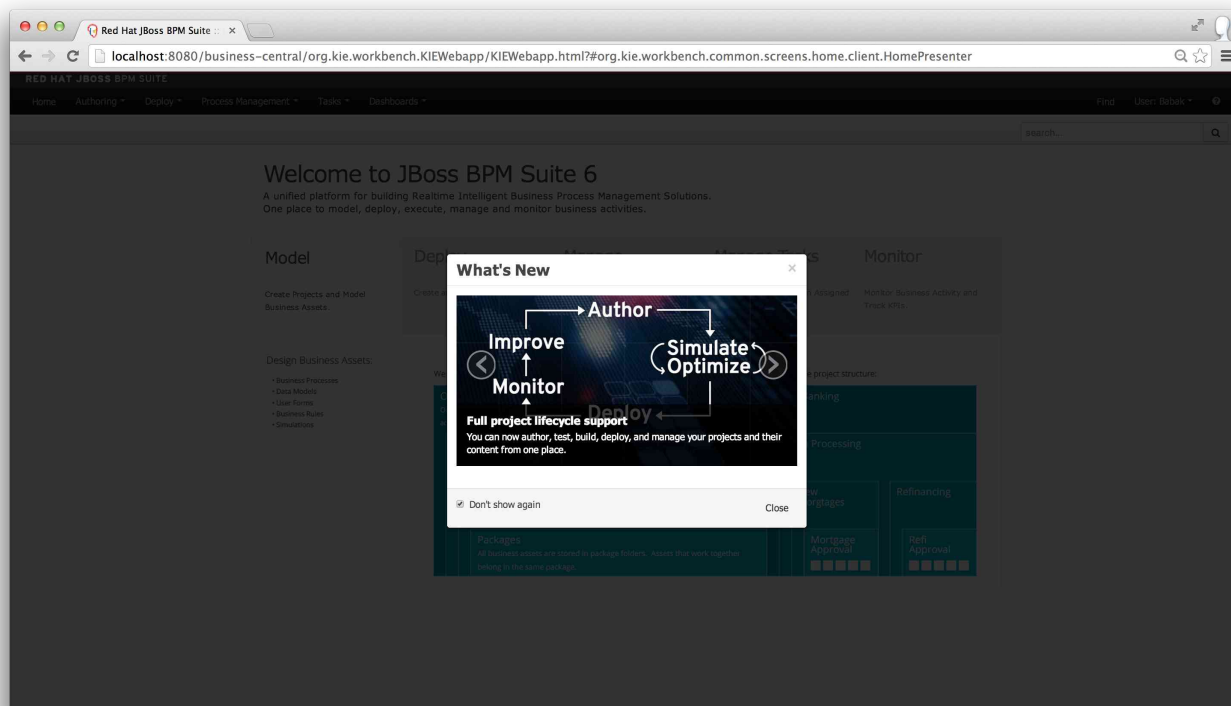 Red Hat JBoss BPM Suite ::
localhost:8080/business-central/org.kie.workbench.KIEWebapp/KIEWebapp.html?#org.kie.workbench.common.screens.home.client.HomePresenter
RED HAT JBOSS BPM SUITE
Home Authoring Deploy Process Management Tasks Dashboards Find User: Babak
search...
Welcome to JBoss BPM Suite 6
A unified platform for building Realtime Intelligent Business Process Management Solutions.
One place to model, deploy, execute, manage and monitor business activities.
Model
Monitor
Create Projects and Model
Business Assets.
Assigned
Monitor Business Activity and
Track KPIs.
Design Business Assets:
• Business Processes
• Data Models
• User Forms
• Business Rules
• Simulations
project structure:
What's New
Author
Improve
Simulate
Optimize
Monitor
Deploy
Full project lifecycle support
You can now author, test, build, deploy, and manage your projects and their
content from one place.
Don't show again
Close
Processing
Refinancing
Packages
All business assets are stored in package folders. Assets that work together
belong in the same package.
Mortgage
Approval
Refi
Approval